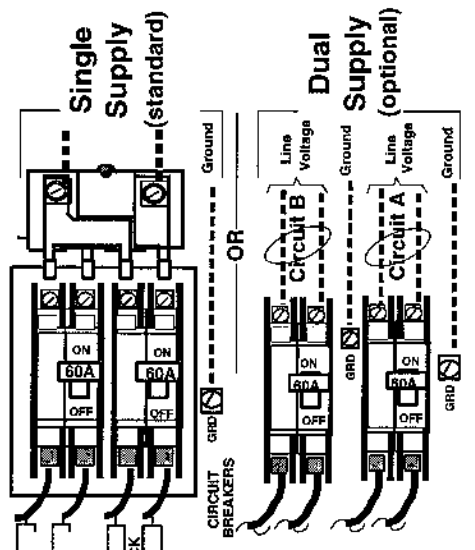 Single
Supply
(standard)
Ground
ON
60A
OFF
ON
60A
OFF
GRD
CIRCUIT
BREAKERS
OR
Dual
Supply
(optional)
Line
Voltage
Circuit B
Ground
Line
Voltage
Circuit A
Ground
ON
60A
OFF
GRD
ON
60A
OFF
GRD
CK